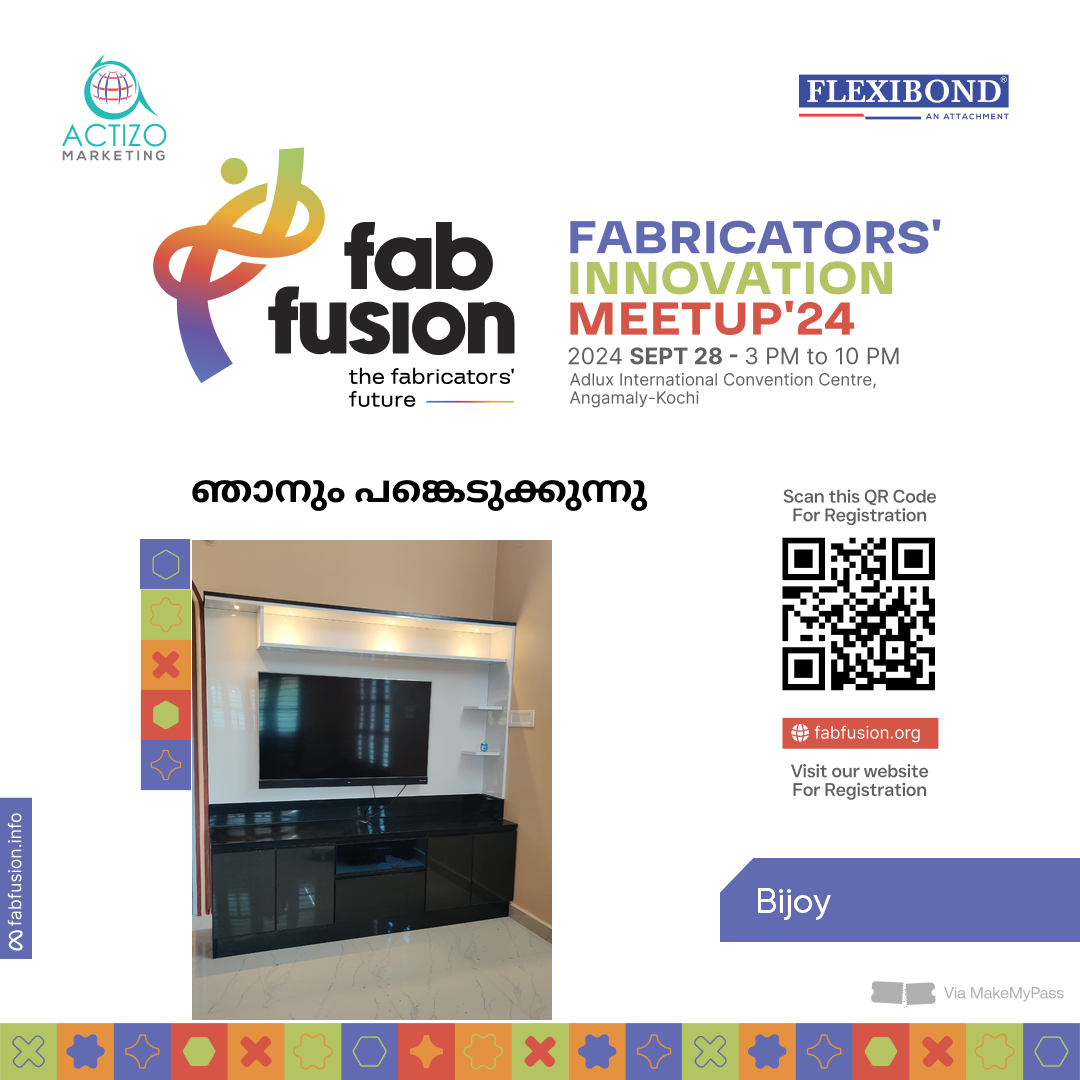 ACTIZO
MARKETING
FLEXIBOND®
AN ATTACHMENT
fab
fusion
the fabricators'
future
FABRICATORS'
INNOVATION
MEETUP'24
2024 SEPT 28 - 3 PM to 10 PM
Adlux International Convention Centre,
Angamaly-Kochi
ഞാനും പങ്കെടുക്കുന്നു
Scan this QR Code
For Registration
fabfusion.org
Visit our website
For Registration
fabfusion.info
Bijoy
Via MakeMyPass